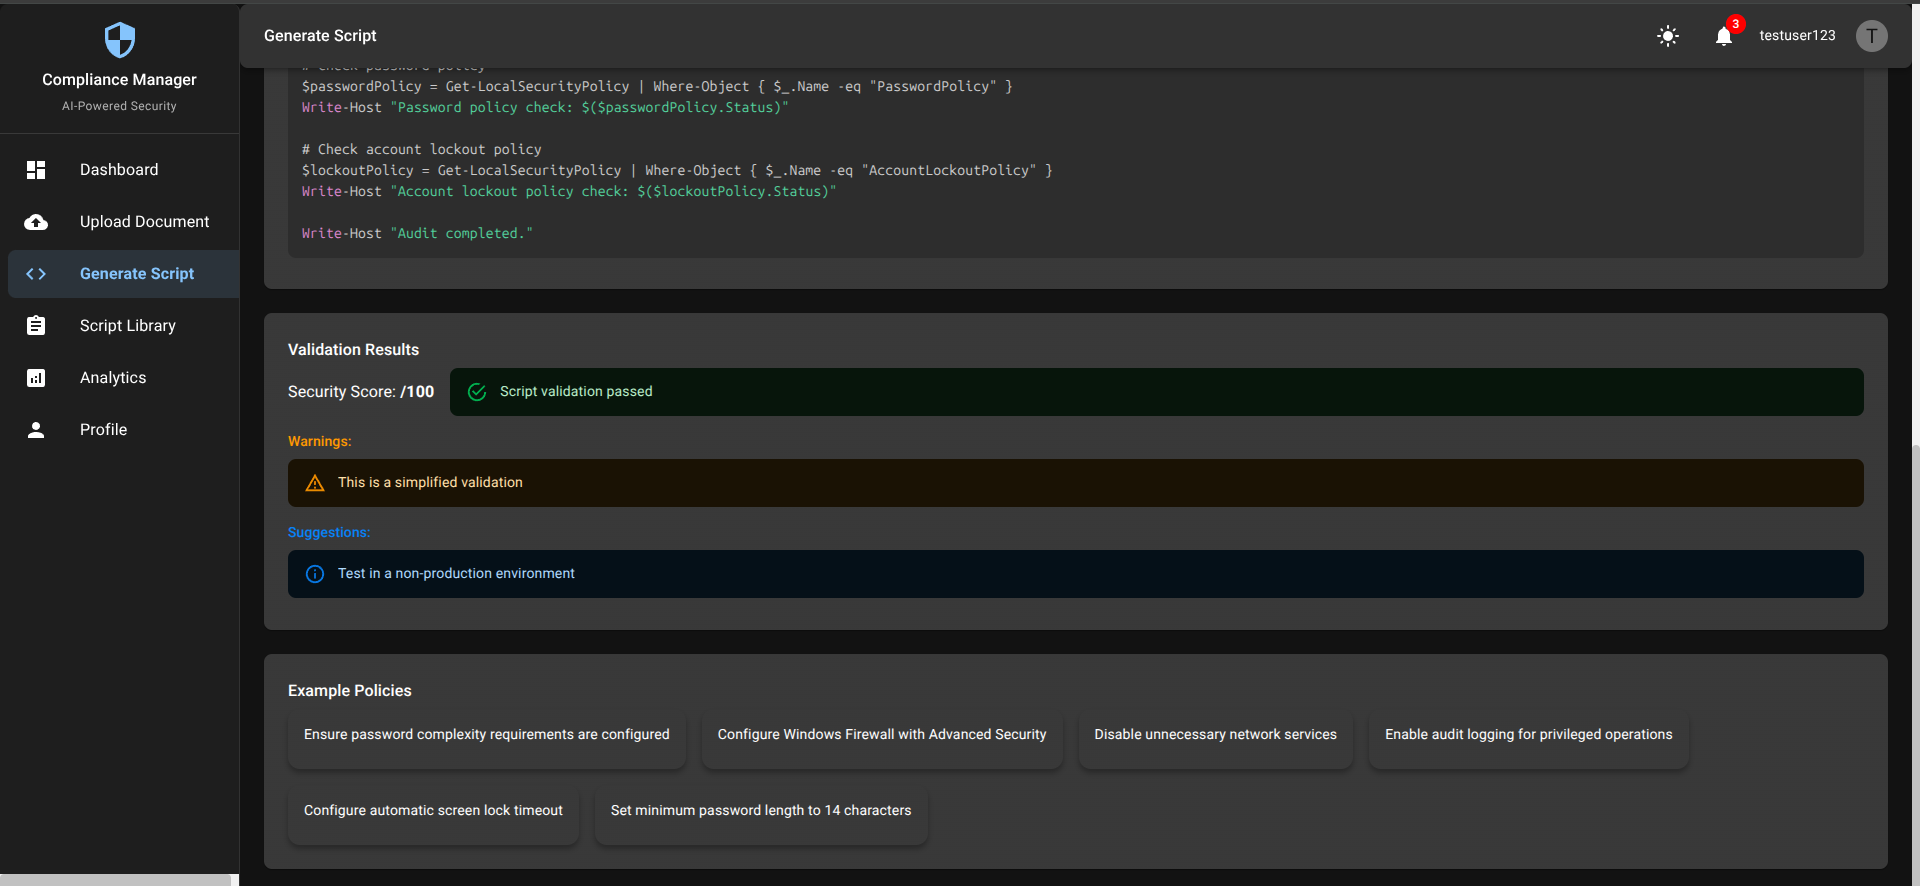 Compliance Manager
AI-Powered Security
Dashboard
Upload Document
Generate Script
Script Library
Analytics
Profile
Generate Script
3
testuser123
T
# Check password policy
$passwordPolicy = Get-LocalSecurityPolicy | Where-Object { $_.Name -eq "PasswordPolicy" }
Write-Host "Password policy check: $($passwordPolicy.Status)"
# Check account lockout policy
$lockoutPolicy = Get-LocalSecurityPolicy | Where-Object { $_.Name -eq "AccountLockoutPolicy" }
Write-Host "Account lockout policy check: $($lockoutPolicy.Status)"
Write-Host "Audit completed."
Validation Results
Security Score: /100
Script validation passed
Warnings:
This is a simplified validation
Suggestions:
Test in a non-production environment
Example Policies
Ensure password complexity requirements are configured
Configure Windows Firewall with Advanced Security
Disable unnecessary network services
Enable audit logging for privileged operations
Configure automatic screen lock timeout
Set minimum password length to 14 characters